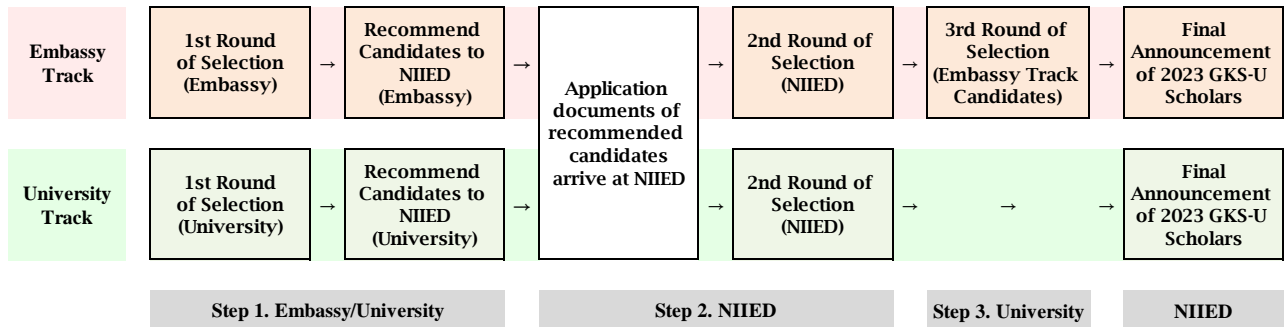 Embassy
Track
1st Round
of Selection
(Embassy)
→
Recommend
Candidates to
NIIED
(Embassy)
→
Application
documents of
recommended
candidates
arrive at NIIED
→
2nd Round of
Selection
(NIIED)
→
3rd Round of
Selection
(Embassy Track
Candidates)
→
Final
Announcement
of 2023 GKS-U
Scholars
University
Track
1st Round
of Selection
(University)
→
Recommend
Candidates to
NIIED
(University)
→
→
2nd Round of
Selection
(NIIED)
→
→
→
Final
Announcement
of 2023 GKS-U
Scholars
Step 1. Embassy/University
Step 2. NIIED
Step 3. University
NIIED